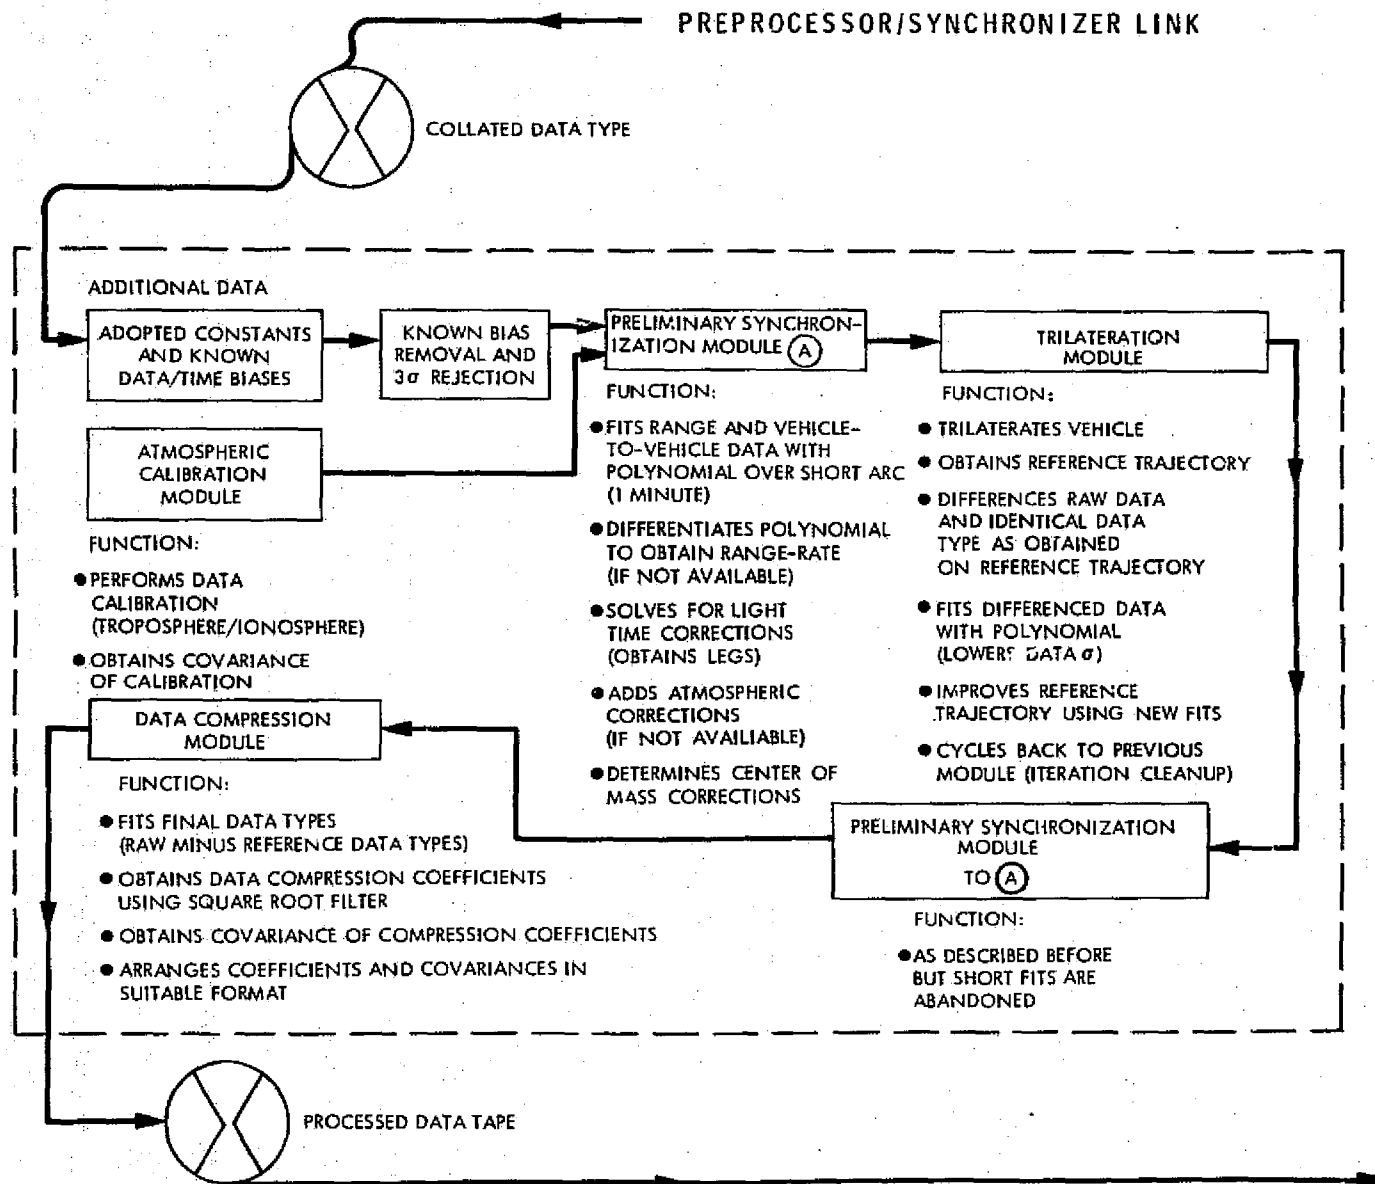 PREPROCESSOR/SYNCHRONIZER LINK
COLLATED DATA TYPE
ADDITIONAL DATA
ADOPTED CONSTANTS
AND KNOWN
DATA/TIME BIASES
KNOWN BIAS
REMOVAL AND
3σ REJECTION
PRELIMINARY SYNCHRON-
IZATION MODULE A
TRILATERATION
MODULE
ATMOSPHERIC
CALIBRATION
MODULE
FUNCTION:
● PERFORMS DATA
CALIBRATION
(TROPOSPHERE/IONOSPHERE)
● OBTAINS COVARIANCE
OF CALIBRATION
FUNCTION:
● FITS RANGE AND VEHICLE-
TO-VEHICLE DATA WITH
POLYNOMIAL OVER SHORT ARC
(1 MINUTE)
● DIFFERENTIATES POLYNOMIAL
TO OBTAIN RANGE-RATE
(IF NOT AVAILABLE)
● SOLVES FOR LIGHT
TIME CORRECTIONS
(OBTAINS LEGS)
● ADDS ATMOSPHERIC
CORRECTIONS
(IF NOT AVAILIABLE)
● DETERMINES CENTER OF
MASS CORRECTIONS
FUNCTION:
● TRILATERATES VEHICLE
● OBTAINS REFERENCE TRAJECTORY
● DIFFERENCES RAW DATA
AND IDENTICAL DATA
TYPE AS OBTAINED
ON REFERENCE TRAJECTORY
● FITS DIFFERENCED DATA
WITH POLYNOMIAL
(LOWERS DATA σ)
● IMPROVES REFERENCE
TRAJECTORY USING NEW FITS
● CYCLES BACK TO PREVIOUS
MODULE (ITERATION CLEANUP)
PRELIMINARY SYNCHRONIZATION
MODULE
TO A
FUNCTION:
● AS DESCRIBED BEFORE
BUT SHORT FITS ARE
ABANDONED
DATA COMPRESSION
MODULE
FUNCTION:
● FITS FINAL DATA TYPES
(RAW MINUS REFERENCE DATA TYPES)
● OBTAINS DATA COMPRESSION COEFFICIENTS
USING SQUARE ROOT FILTER
● OBTAINS COVARIANCE OF COMPRESSION COEFFICIENTS
● ARRANGES COEFFICIENTS AND COVARIANCES IN
SUITABLE FORMAT
PROCESSED DATA TAPE